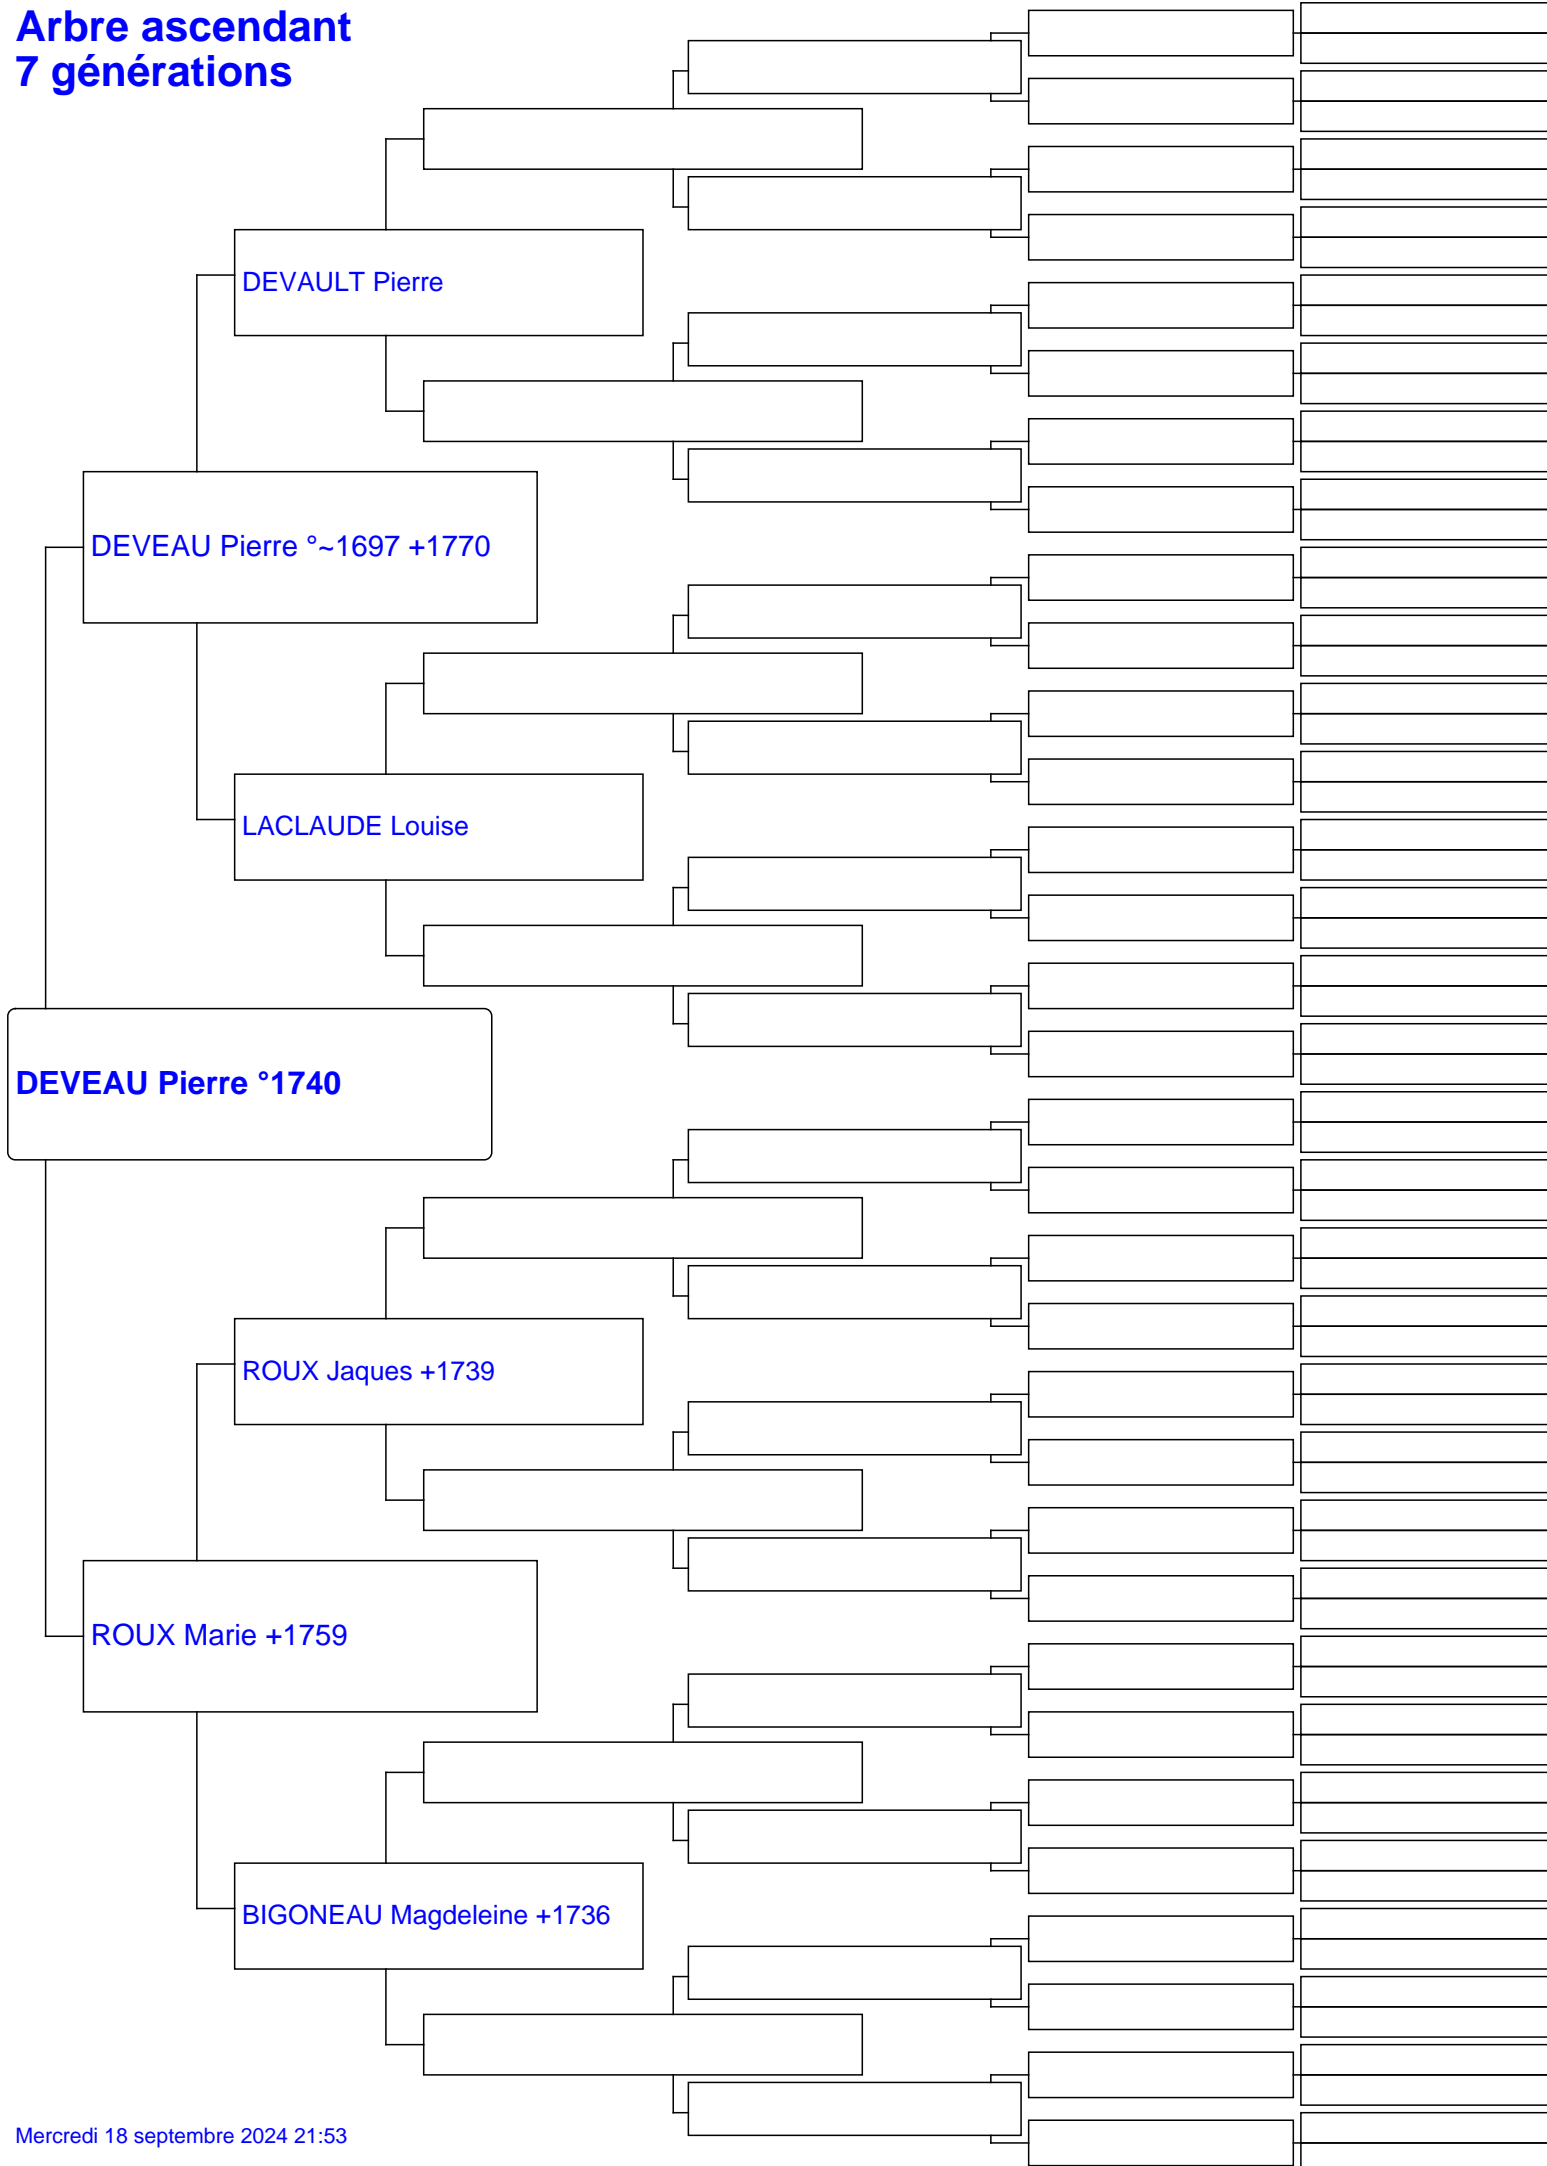 Arbre ascendant
7 générations
DEVAULT Pierre
DEVEAU Pierre °~1697 +1770
LACLAUDE Louise
DEVEAU Pierre °1740
ROUX Jaques +1739
ROUX Marie +1759
BIGONEAU Magdeleine +1736
Mercredi 18 septembre 2024 21:53